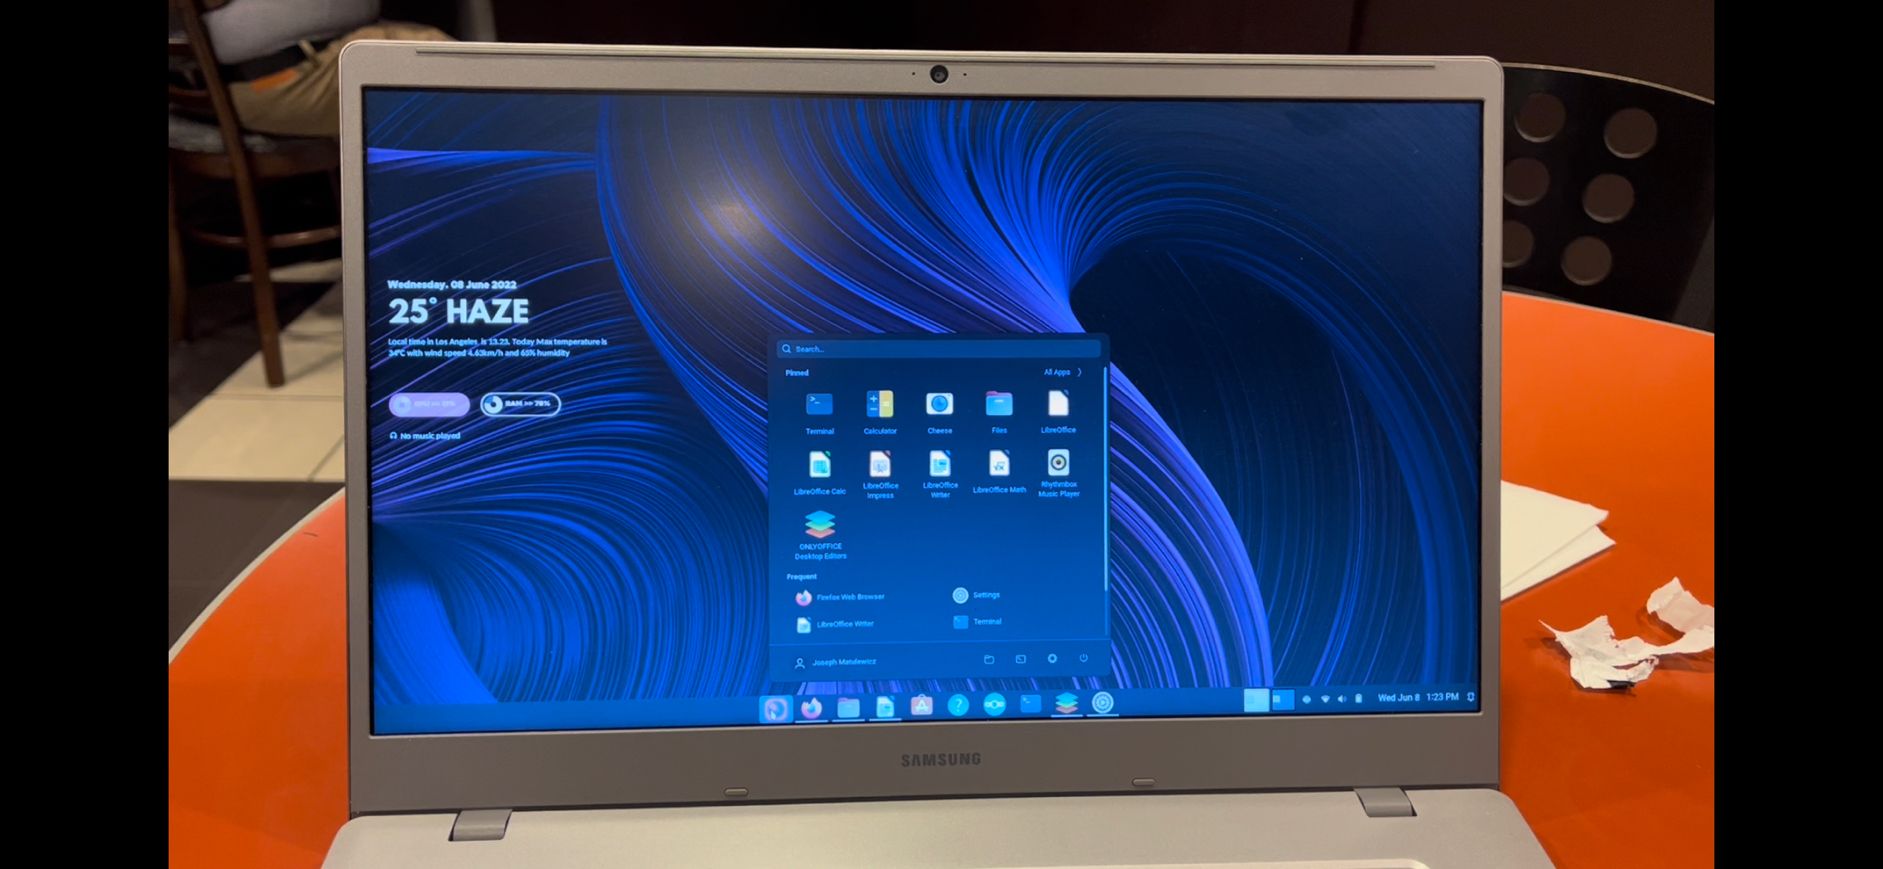 Wednesday. 08 June 2022
25° HAZE
Local time in Los Angeles, is 13.23. Today Max temperature is
34°C with wind speed 4.63km/h and 65% humidity
RAM >> 78%
No music played
Search...
Pinned
All Apps
Terminal
Calculator
Cheese
Files
LibreOffice
LibreOffice Calc
LibreOffice
Impress
LibreOffice
Writer
LibreOffice Math
Rhythmbox
Music Player
ONLYOFFICE
Desktop Editors
Frequent
Firefox Web Browser
Settings
LibreOffice Writer
Terminal
Joseph Matulewicz
Wed Jun 8 1:23 PM
SAMSUNG